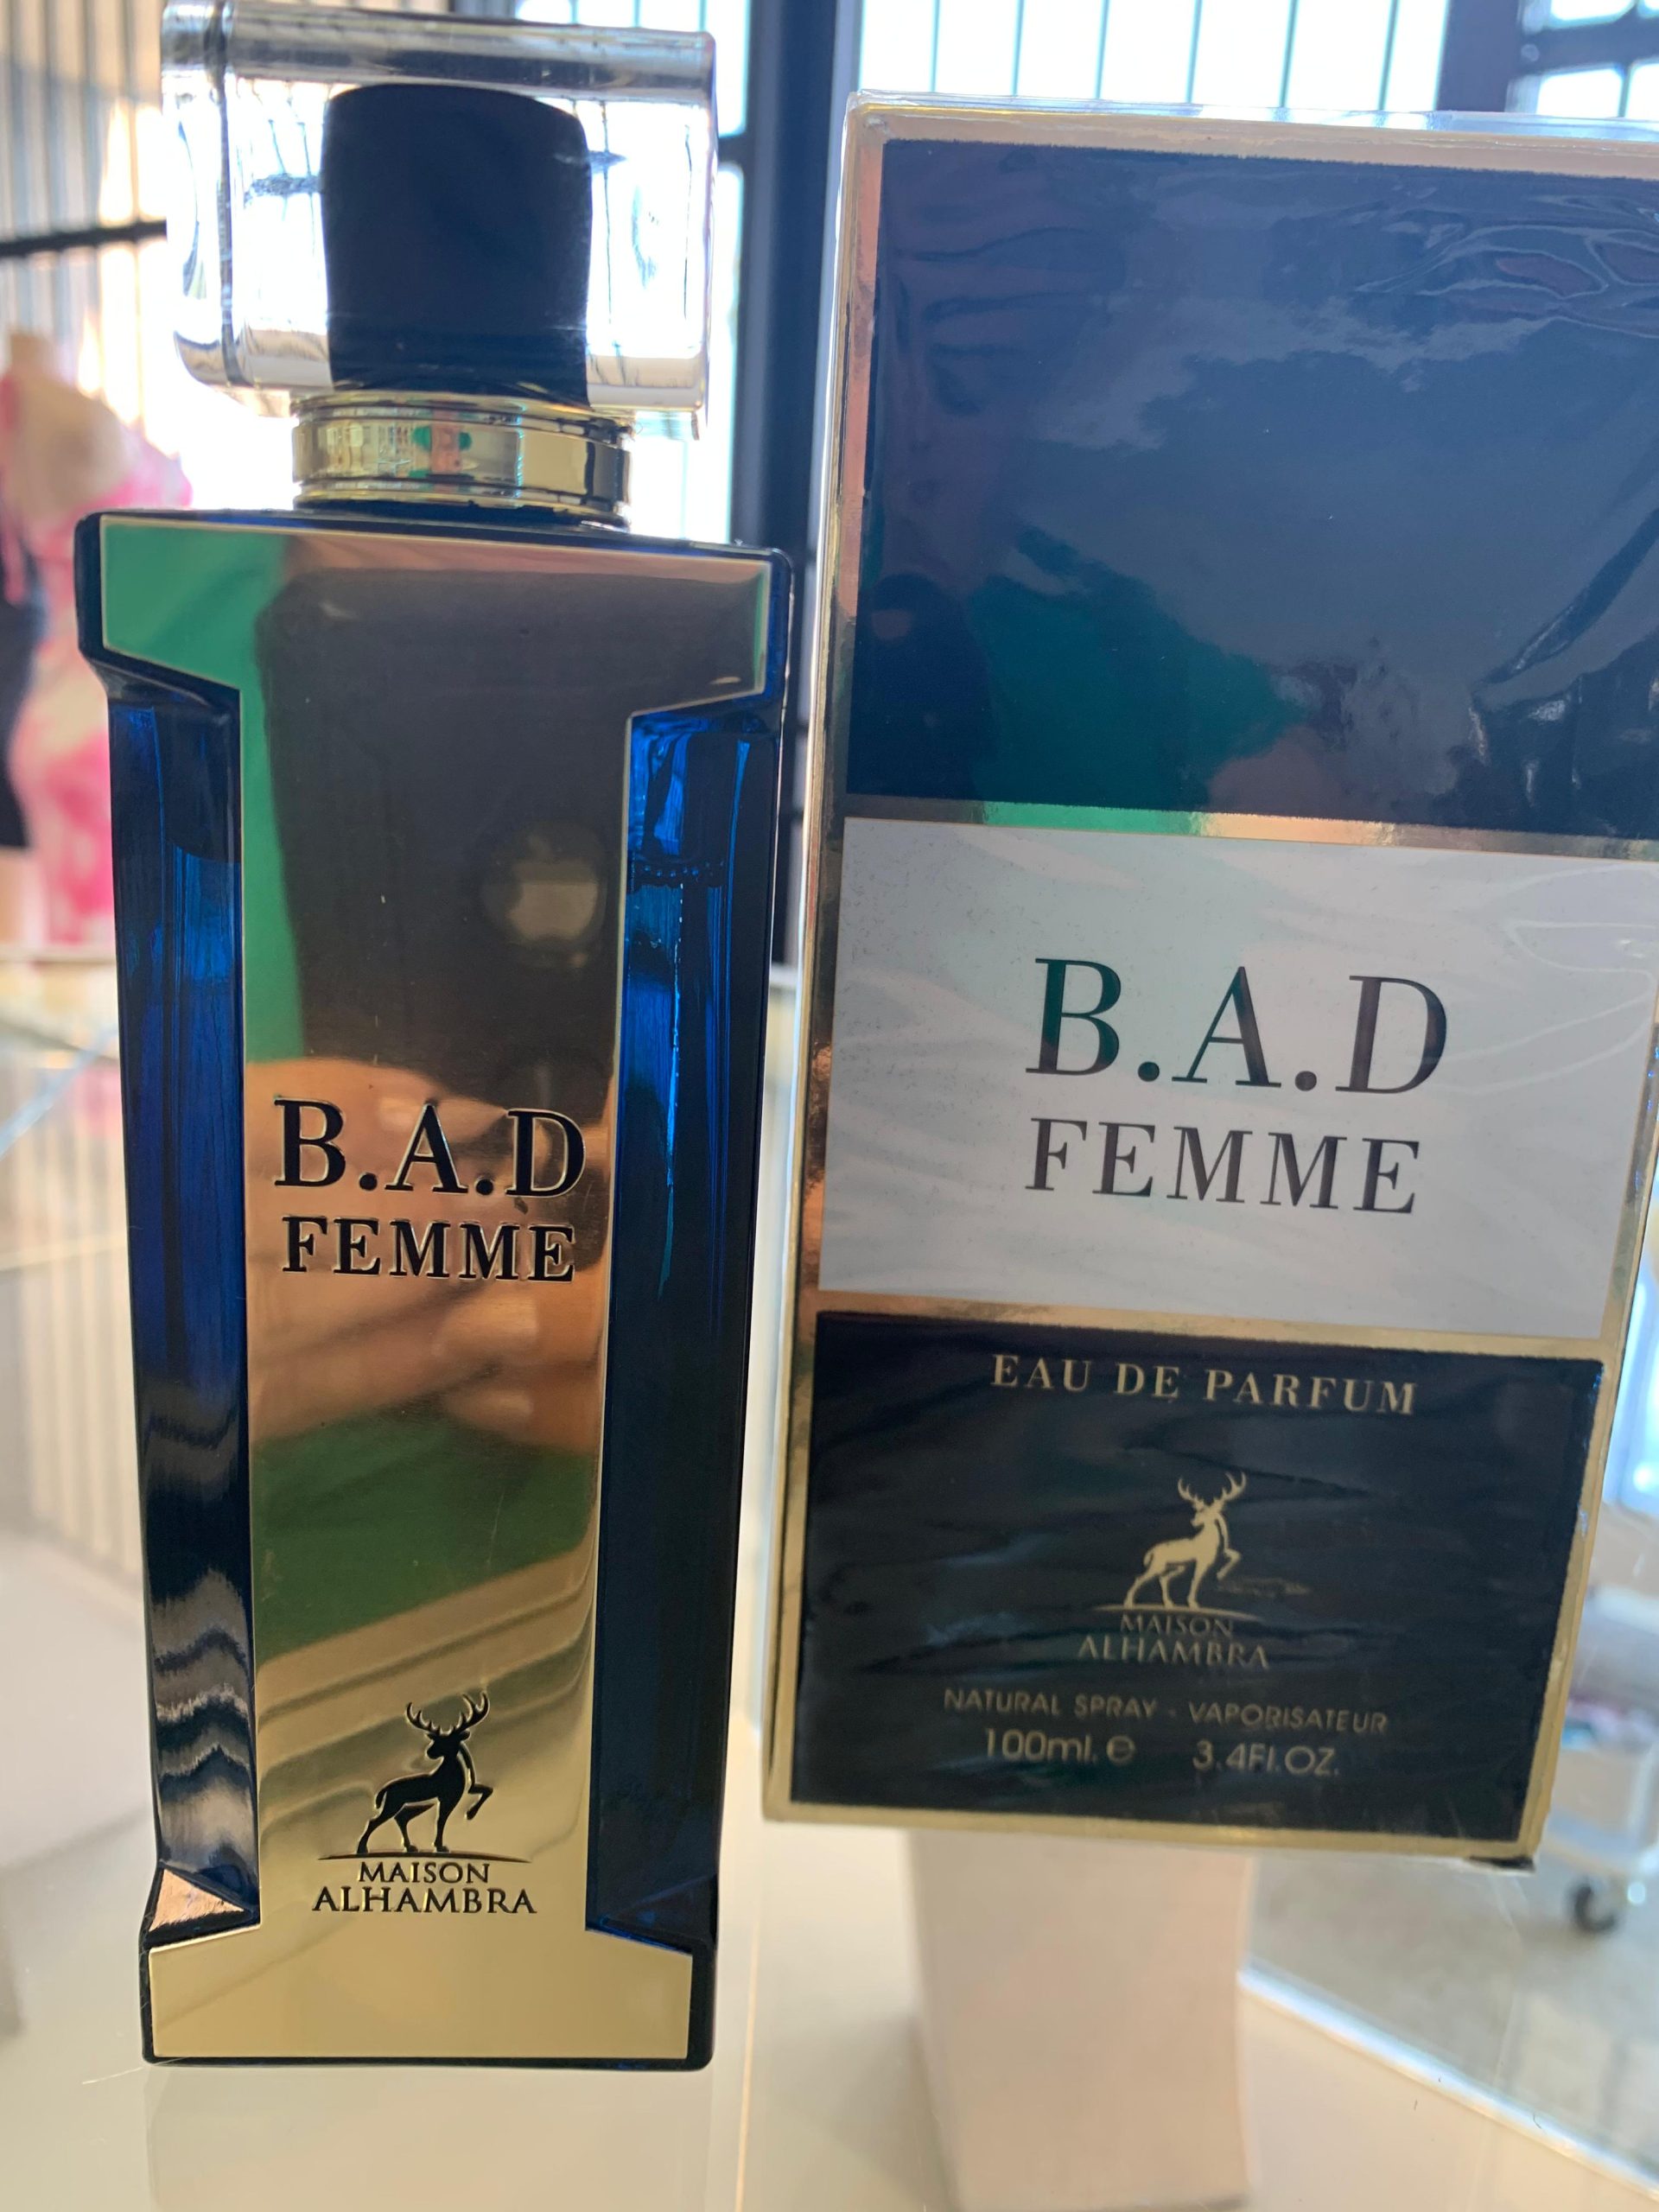 B.A.D
FEMME
MAISON
ALHAMBRA
B.A.D
FEMME
EAU DE PARFUM
MAISON
ALHAMBRA
NATURAL SPRAY - VAPORISATEUR
100ml. e 3.4Fl.OZ.